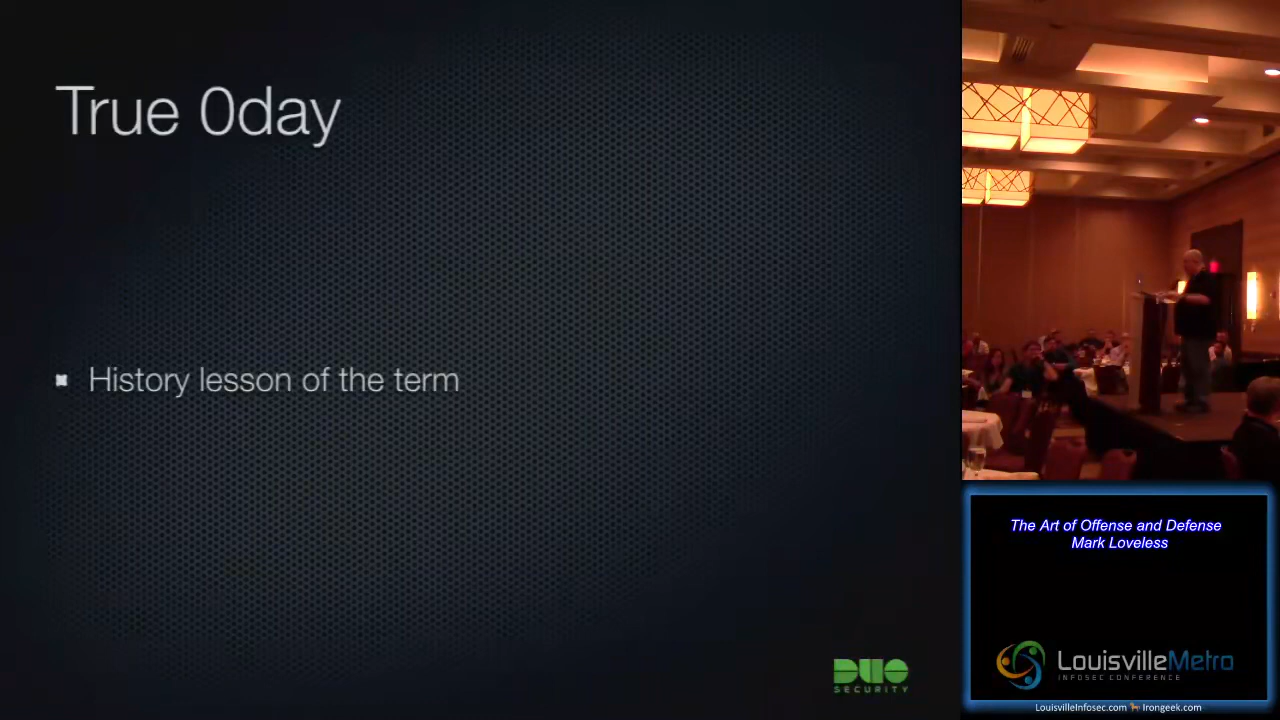 True 0day
History lesson of the term
DUO
SECURITY
The Art of Offense and Defense
Mark Loveless
LouisvilleMetro
INFOSEC CONFERENCE
LouisvilleInfosec.com Irongeek.com